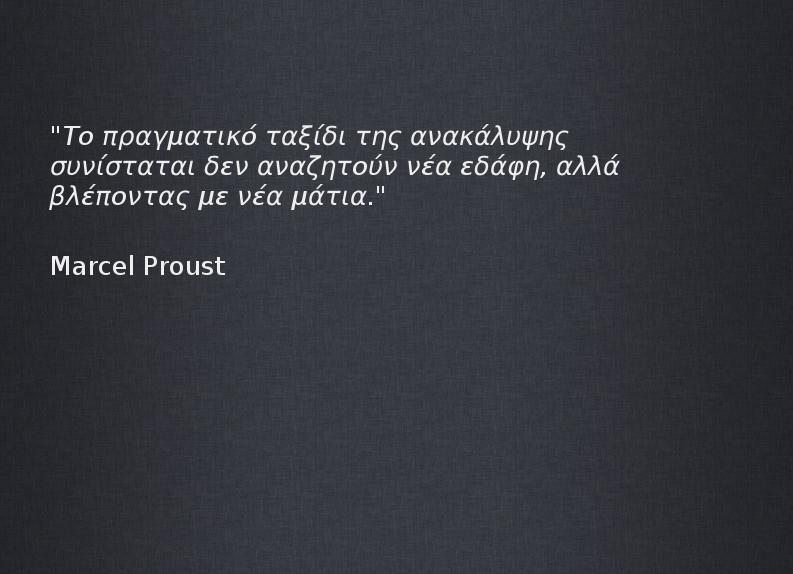 "Το πραγματικό ταξίδι της ανακάλυψης
συνίσταται δεν αναζητούν νέα εδάφη, αλλά
βλέποντας με νέα μάτια."
Marcel Proust